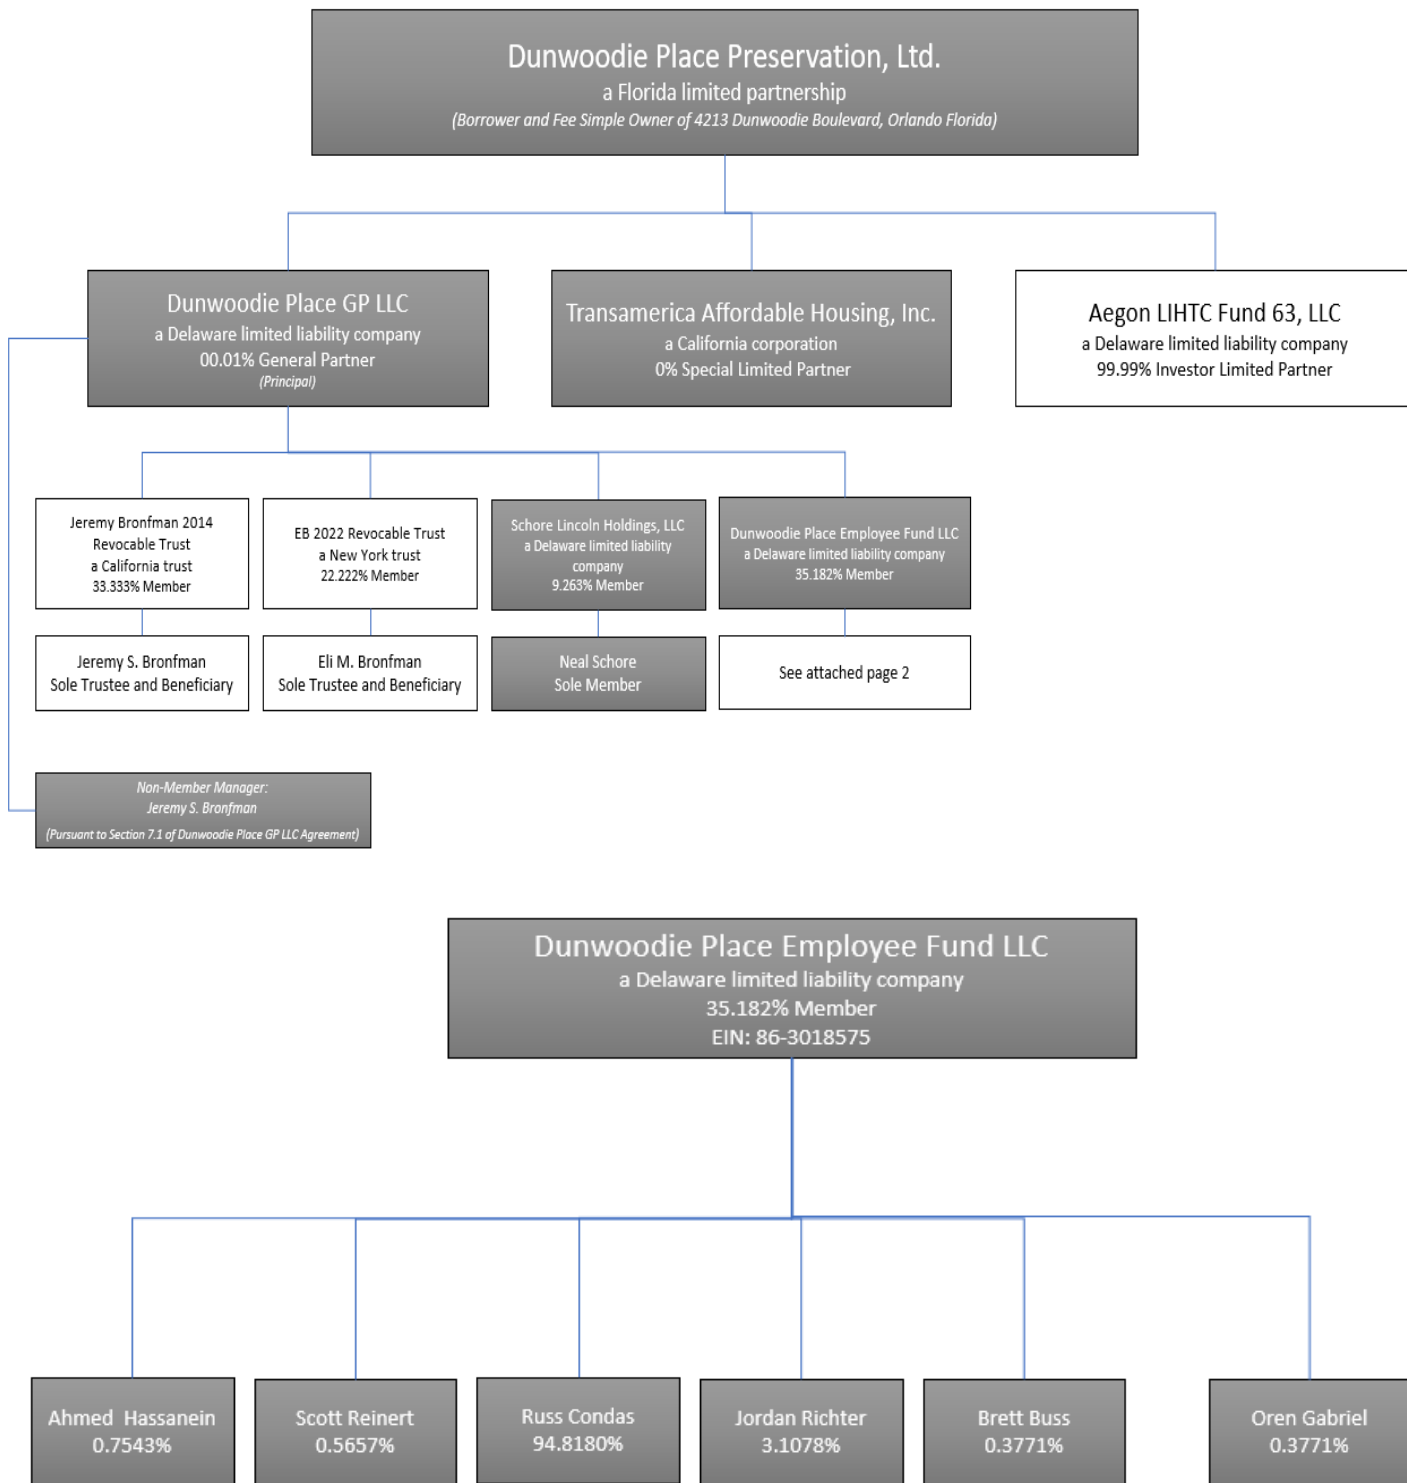 Dunwoodie Place Preservation, Ltd.
a Florida limited partnership
(Borrower and Fee Simple Owner of 4213 Dunwoodie Boulevard, Orlando Florida)
Dunwoodie Place GP LLC
a Delaware limited liability company
00.01% General Partner
(Principal)
Transamerica Affordable Housing, Inc.
a California corporation
0% Special Limited Partner
Aegon LIHTC Fund 63, LLC
a Delaware limited liability company
99.99% Investor Limited Partner
Jeremy Bronfman 2014
Revocable Trust
a California trust
33.333% Member
EB 2022 Revocable Trust
a New York trust
22.222% Member
Schore Lincoln Holdings, LLC
a Delaware limited liability
company
9.263% Member
Dunwoodie Place Employee Fund LLC
a Delaware limited liability company
35.182% Member
Jeremy S. Bronfman
Sole Trustee and Beneficiary
Eli M. Bronfman
Sole Trustee and Beneficiary
Neal Schore
Sole Member
See attached page 2
Non-Member Manager:
Jeremy S. Bronfman
(Pursuant to Section 7.1 of Dunwoodie Place GP LLC Agreement)
Dunwoodie Place Employee Fund LLC
a Delaware limited liability company
35.182% Member
EIN: 86-3018575
Ahmed Hassanein
0.7543%
Scott Reinert
0.5657%
Russ Condas
94.8180%
Jordan Richter
3.1078%
Brett Buss
0.3771%
Oren Gabriel
0.3771%